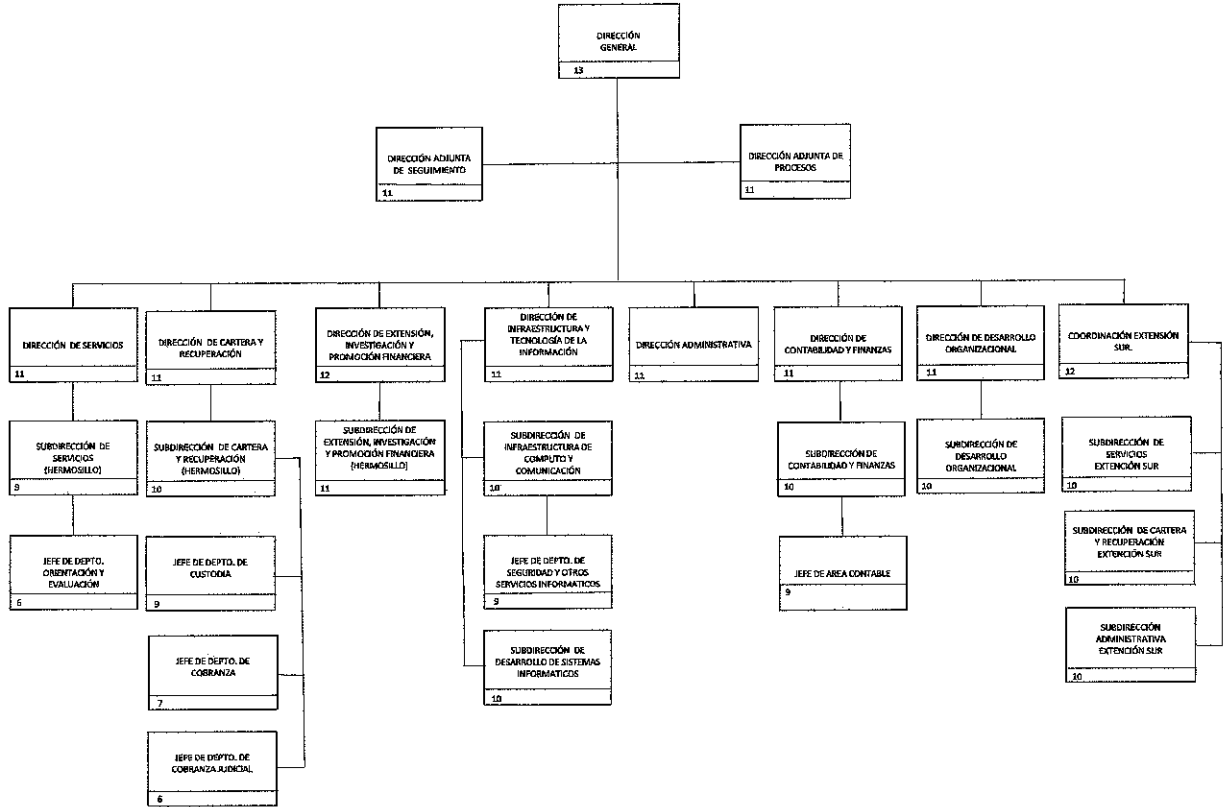 DIRECCIÓN
GENERAL
13
DIRECCIÓN ADJUNTA
DE SEGUIMIENTO
11
DIRECCIÓN ADJUNTA DE
PROCESOS
11
DIRECCIÓN DE SERVICIOS
11
DIRECCIÓN DE CARTERA Y
RECUPERACIÓN
11
DIRECCIÓN DE EXTENSIÓN,
INVESTIGACIÓN Y
PROMOCIÓN FINANCIERA
12
DIRECCIÓN DE
INFRAESTRUCTURA Y
TECNOLOGÍA DE LA
INFORMACIÓN
11
DIRECCIÓN ADMINISTRATIVA
11
DIRECCIÓN DE
CONTABILIDAD Y FINANZAS
11
DIRECCIÓN DE DESARROLLO
ORGANIZACIONAL
11
COORDINACIÓN EXTENSIÓN
SUR.
12
SUBDIRECCIÓN DE
SERVICIOS
(HERMOSILLO)
9
SUBDIRECCIÓN DE CARTERA
Y RECUPERACIÓN
(HERMOSILLO)
10
SUBDIRECCIÓN DE
EXTENSIÓN, INVESTIGACIÓN
Y PROMOCIÓN FINANCIERA
(HERMOSILLO)
11
SUBDIRECCIÓN DE
INFRAESTRUCTURA DE
COMPUTO Y
COMUNICACIÓN
10
SUBDIRECCIÓN DE
CONTABILIDAD Y FINANZAS
10
SUBDIRECCIÓN DE
DESARROLLO
ORGANIZACIONAL
10
SUBDIRECCIÓN DE
SERVICIOS
EXTENCIÓN SUR
10
JEFE DE DEPTO.
ORIENTACIÓN Y
EVALUACIÓN
6
JEFE DE DEPTO. DE
CUSTODIA
9
JEFE DE DEPTO. DE
SEGURIDAD Y OTROS
SERVICIOS INFORMATICOS
9
JEFE DE AREA CONTABLE
9
SUBDIRECCIÓN DE CARTERA
Y RECUPERACIÓN
EXTENCIÓN SUR
10
JEFE DE DEPTO. DE
COBRANZA
7
SUBDIRECCIÓN DE
DESARROLLO DE SISTEMAS
INFORMATICOS
10
SUBDIRECCIÓN
ADMINISTRATIVA
EXTENCIÓN SUR
10
JEFE DE DEPTO. DE
COBRANZA JUDICIAL
6